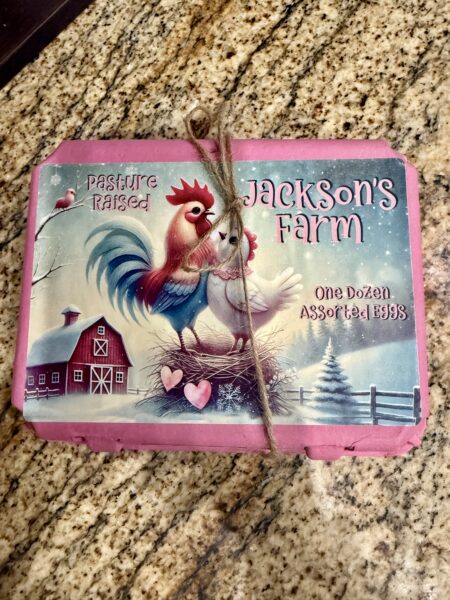 Pasture
Raised
Jackson's
Farm
One Dozen
Assorted Eggs